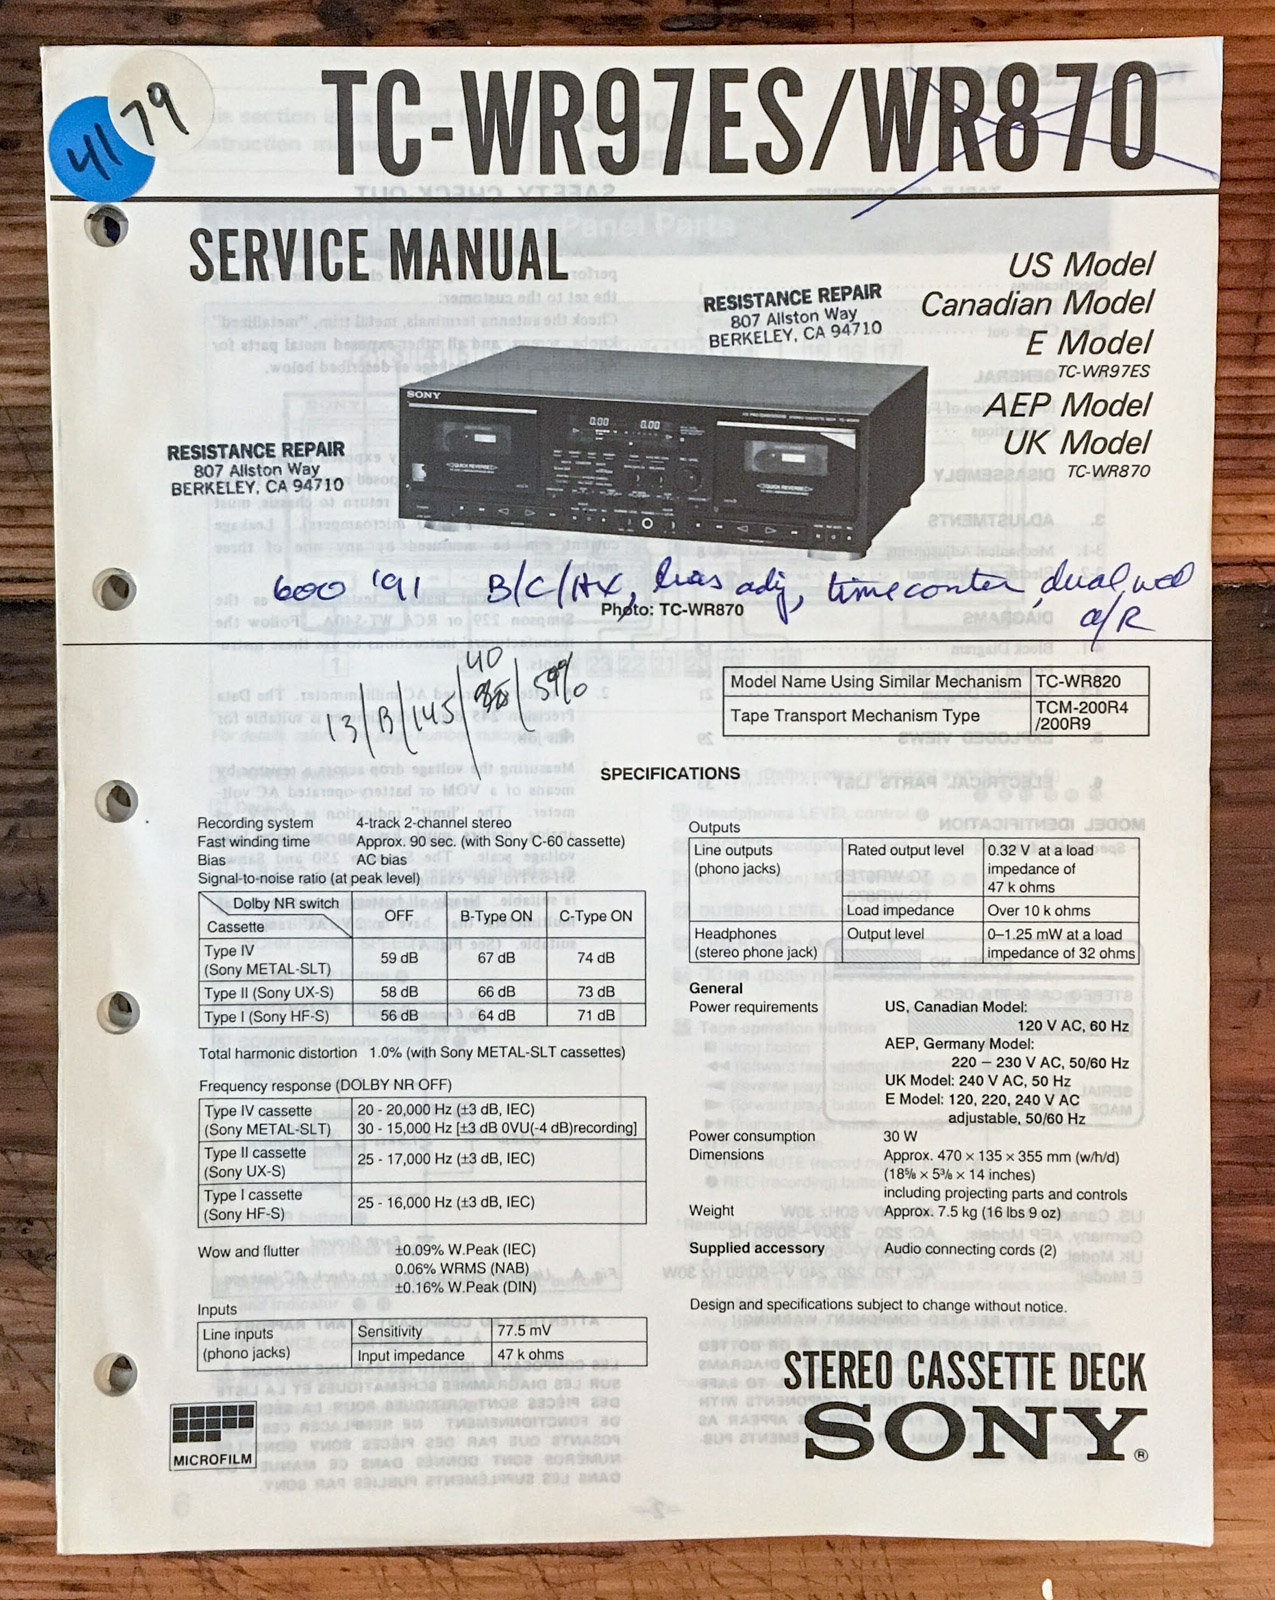 41
79
TC-WR97ES/WR870
SERVICE MANUAL
US Model
Canadian Model
E Model
TC-WR97ES
AEP Model
UK Model
TC-WR870
RESISTANCE REPAIR
807 Allston Way
BERKELEY, CA 94710
RESISTANCE REPAIR
807 Allston Way
BERKELEY, CA 94710
SONY
0.00 0.00
QUICK REVERSE
QUICK REVERSE
600 '91 B/C/HX, bias adj, time counter, dual well
a/R
Photo: TC-WR870
40
13/B/145/ /599%
Model Name Using Similar Mechanism TC-WR820
Tape Transport Mechanism Type TCM-200R4
/200R9
SPECIFICATIONS
Recording system 4-track 2-channel stereo
Fast winding time Approx. 90 sec. (with Sony C-60 cassette)
Bias AC bias
Signal-to-noise ratio (at peak level)
Dolby NR switch
Cassette OFF B-Type ON C-Type ON
Type IV
(Sony METAL-SLT) 59 dB 67 dB 74 dB
Type II (Sony UX-S) 58 dB 66 dB 73 dB
Type I (Sony HF-S) 56 dB 64 dB 71 dB
Total harmonic distortion 1.0% (with Sony METAL-SLT cassettes)
Frequency response (DOLBY NR OFF)
Type IV cassette 20 - 20,000 Hz (±3 dB, IEC)
(Sony METAL-SLT) 30 - 15,000 Hz [±3 dB 0VU(-4 dB)recording]
Type II cassette
(Sony UX-S) 25 - 17,000 Hz (±3 dB, IEC)
Type I cassette
(Sony HF-S) 25 - 16,000 Hz (±3 dB, IEC)
Wow and flutter ±0.09% W.Peak (IEC)
0.06% WRMS (NAB)
±0.16% W.Peak (DIN)
Inputs
Line inputs
(phono jacks) Sensitivity 77.5 mV
Input impedance 47 k ohms
Outputs
Line outputs
(phono jacks) Rated output level 0.32 V at a load
impedance of
47 k ohms
Load impedance Over 10 k ohms
Headphones
(stereo phone jack) Output level 0–1.25 mW at a load
impedance of 32 ohms
General
Power requirements US, Canadian Model:
120 V AC, 60 Hz
AEP, Germany Model:
220 – 230 V AC, 50/60 Hz
UK Model: 240 V AC, 50 Hz
E Model: 120, 220, 240 V AC
adjustable, 50/60 Hz
Power consumption 30 W
Dimensions Approx. 470 × 135 × 355 mm (w/h/d)
(18⅝ × 5⅜ × 14 inches)
including projecting parts and controls
Weight Approx. 7.5 kg (16 lbs 9 oz)
Supplied accessory Audio connecting cords (2)
Design and specifications subject to change without notice.
STEREO CASSETTE DECK
SONY®
MICROFILM